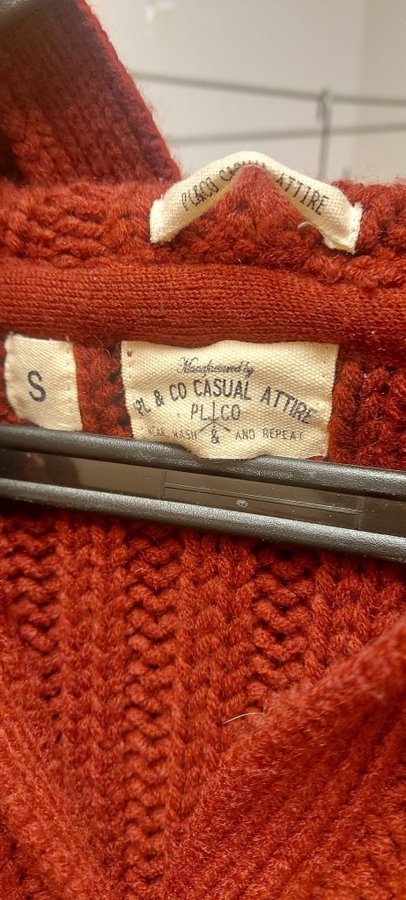 PL&CO CASUAL ATTIRE
S
Manufactured by
PL & CO CASUAL ATTIRE
PL CO
WEAR WASH & AND REPEAT